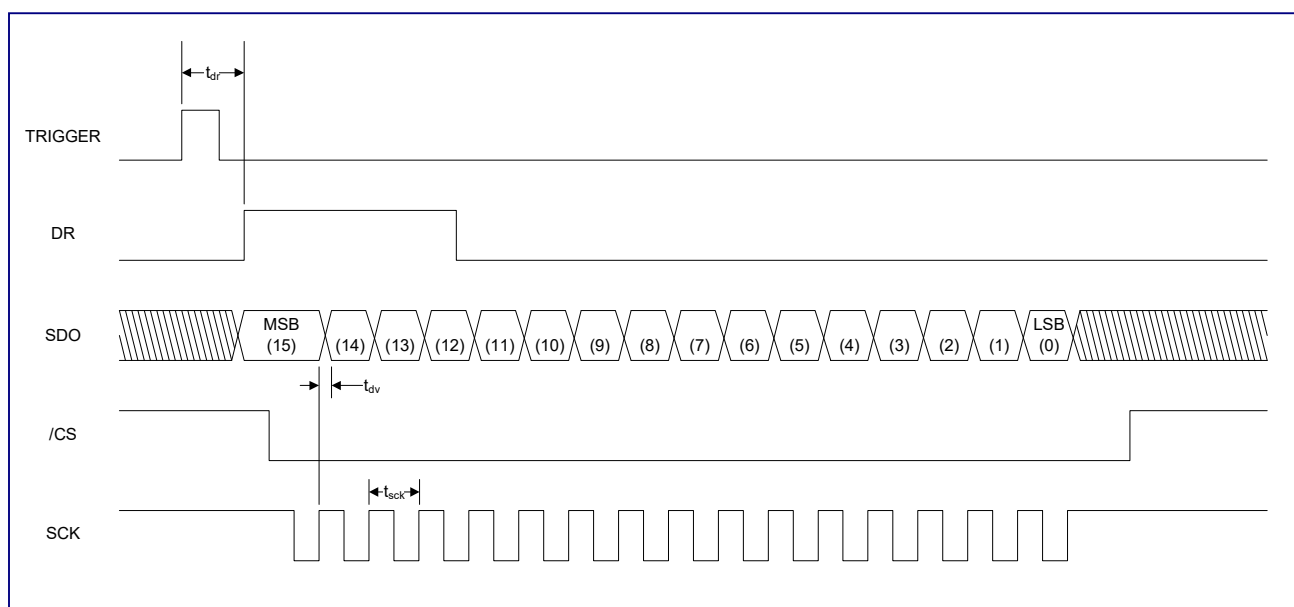 t_dr
TRIGGER
DR
SDO
MSB
(15)
(14)
(13)
(12)
(11)
(10)
(9)
(8)
(7)
(6)
(5)
(4)
(3)
(2)
(1)
LSB
(0)
t_dv
/CS
t_sck
SCK